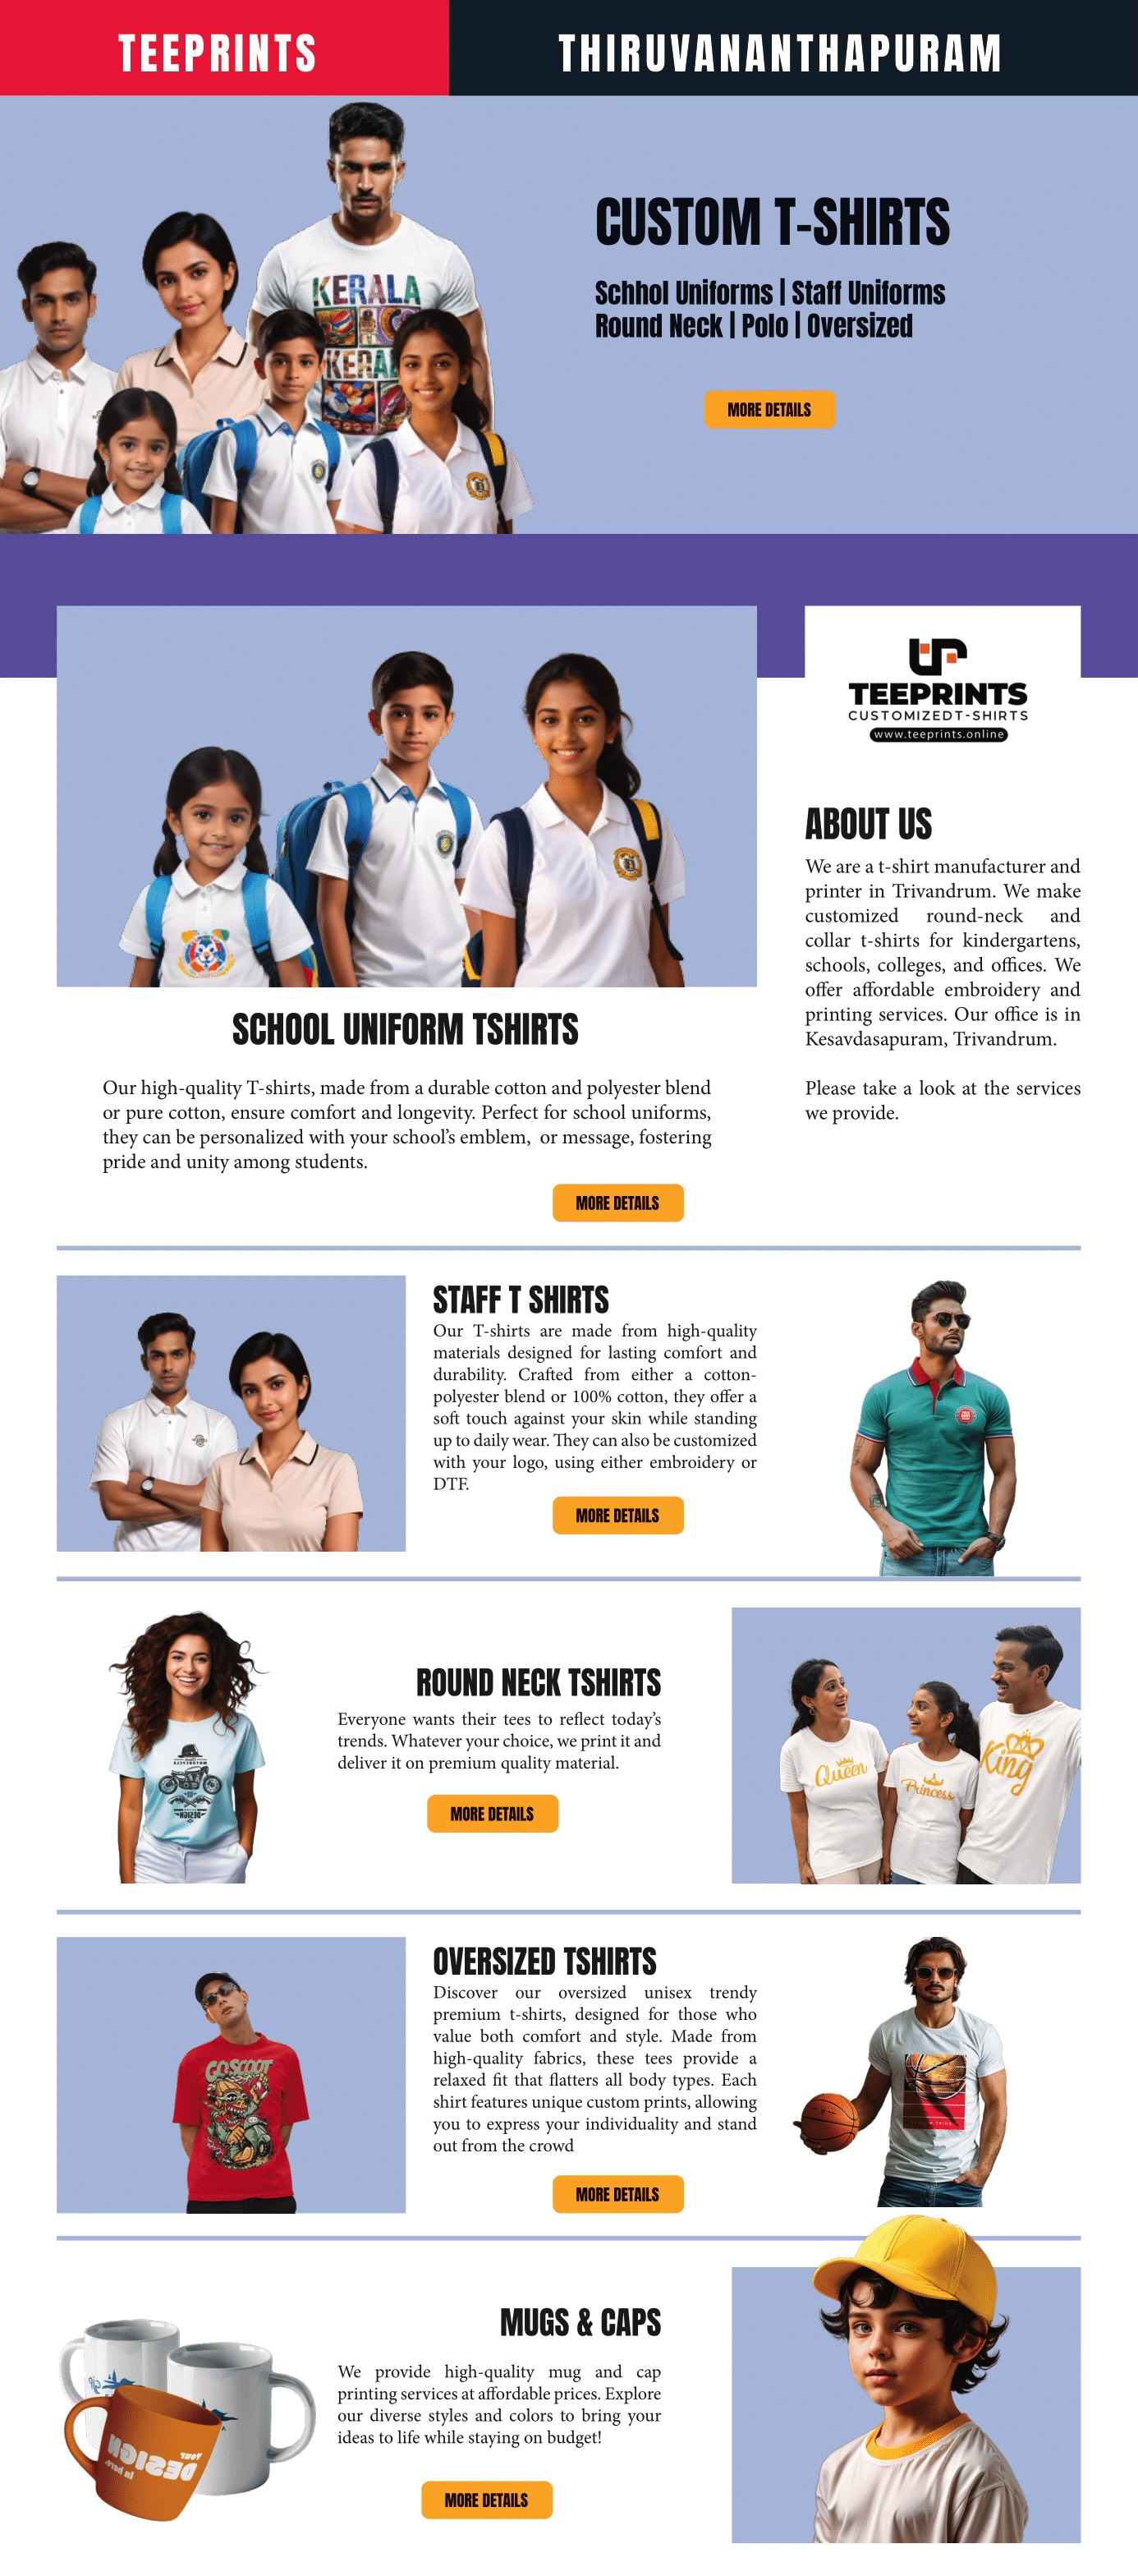 TEEPRINTS
THIRUVANANTHAPURAM
CUSTOM T-SHIRTS
Schhol Uniforms | Staff Uniforms
Round Neck | Polo | Oversized
MORE DETAILS
KERALA
KERA
TEEPRINTS
CUSTOMIZEDT-SHIRTS
www.teeprints.online
SCHOOL UNIFORM TSHIRTS
Our high-quality T-shirts, made from a durable cotton and polyester blend
or pure cotton, ensure comfort and longevity. Perfect for school uniforms,
they can be personalized with your school's emblem, or message, fostering
pride and unity among students.
MORE DETAILS
ABOUT US
We are a t-shirt manufacturer and
printer in Trivandrum. We make
customized round-neck and
collar t-shirts for kindergartens,
schools, colleges, and offices. We
offer affordable embroidery and
printing services. Our office is in
Kesavdasapuram, Trivandrum.
Please take a look at the services
we provide.
STAFF T SHIRTS
Our T-shirts are made from high-quality
materials designed for lasting comfort and
durability. Crafted from either a cotton-
polyester blend or 100% cotton, they offer a
soft touch against your skin while standing
up to daily wear. They can also be customized
with your logo, using either embroidery or
DTF.
MORE DETAILS
ROUND NECK TSHIRTS
Everyone wants their tees to reflect today's
trends. Whatever your choice, we print it and
deliver it on premium quality material.
MORE DETAILS
Queen
Princess
King
OVERSIZED TSHIRTS
Discover our oversized unisex trendy
premium t-shirts, designed for those who
value both comfort and style. Made from
high-quality fabrics, these tees provide a
relaxed fit that flatters all body types. Each
shirt features unique custom prints, allowing
you to express your individuality and stand
out from the crowd
MORE DETAILS
GO SCOOT
MUGS & CAPS
We provide high-quality mug and cap
printing services at affordable prices. Explore
our diverse styles and colors to bring your
ideas to life while staying on budget!
MORE DETAILS
YOUR
DESIGN